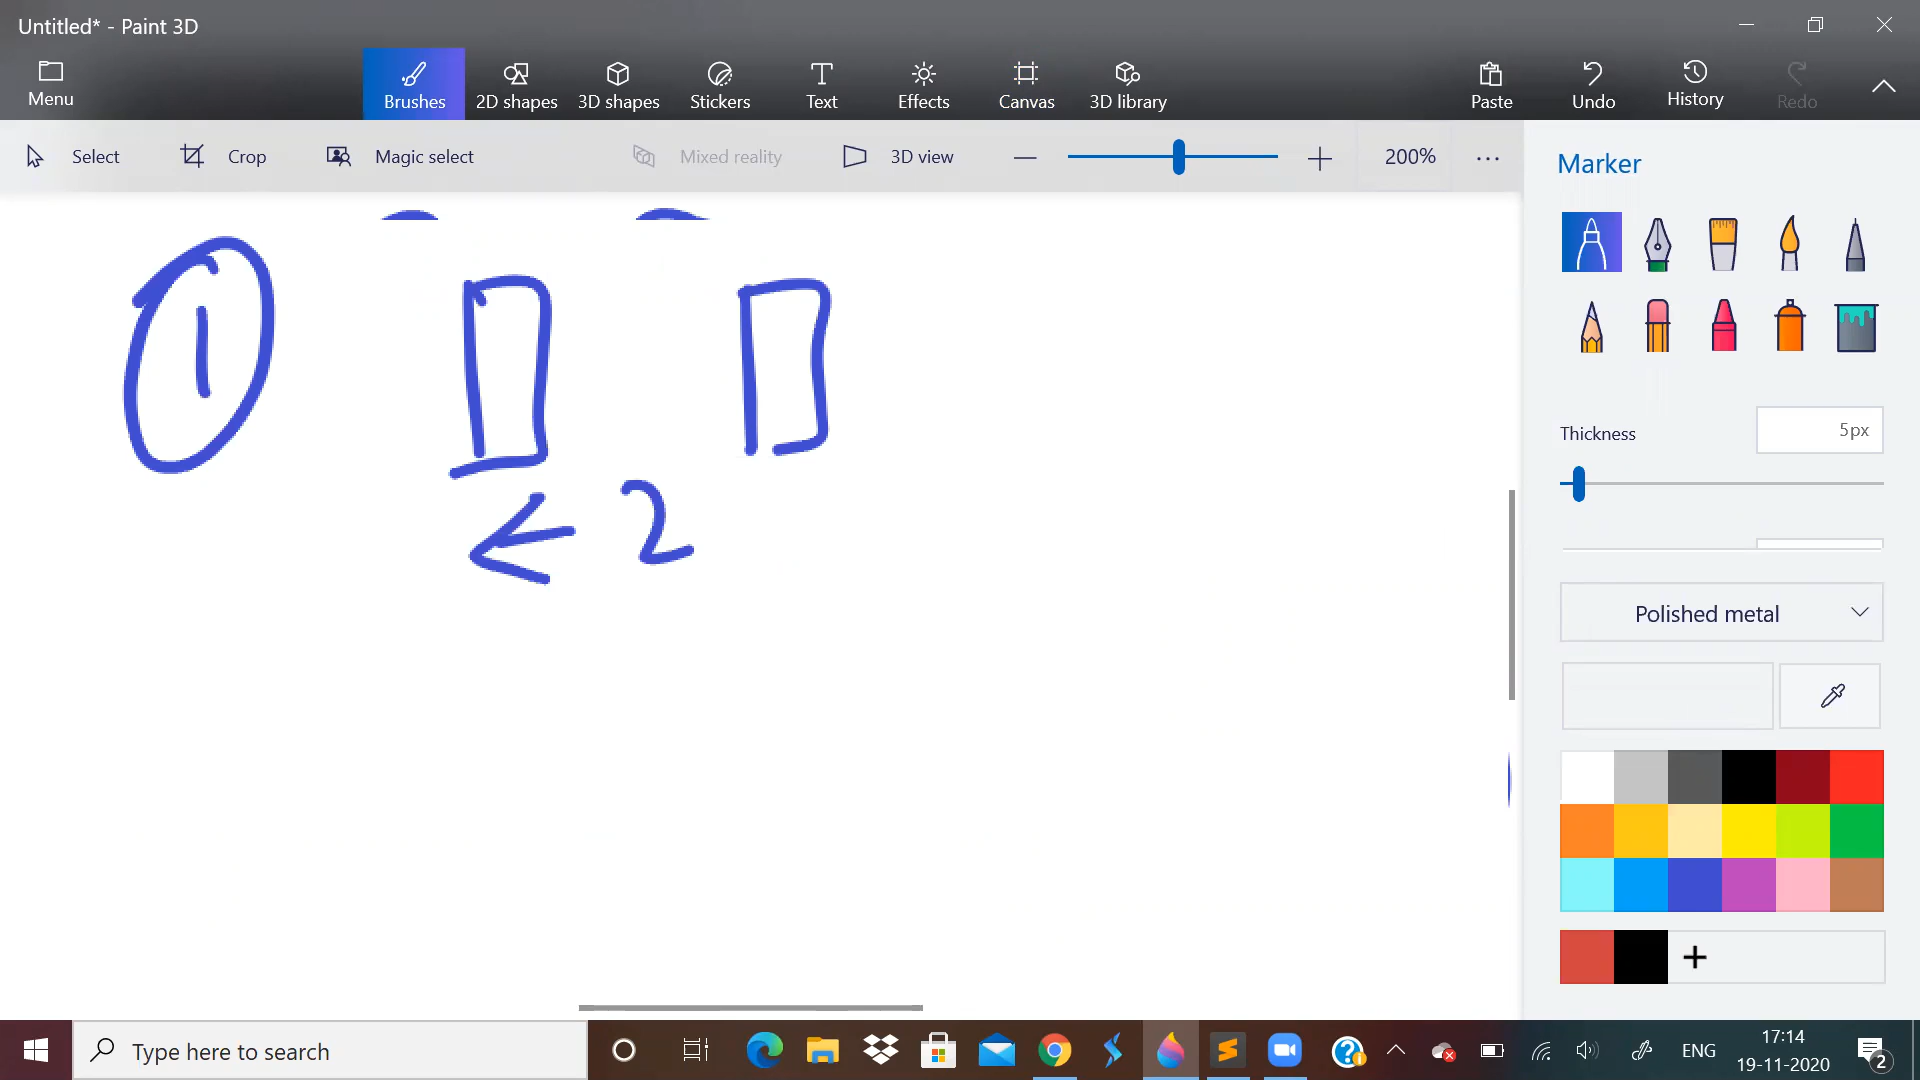 Untitled* - Paint 3D
Menu
Brushes
2D shapes
3D shapes
Stickers
Text
Effects
Canvas
3D library
Paste
Undo
History
Redo
Select
Crop
Magic select
Mixed reality
3D view
200%
Marker
1
← 2
Thickness
5px
Polished metal
Type here to search
ENG
17:14
19-11-2020
2